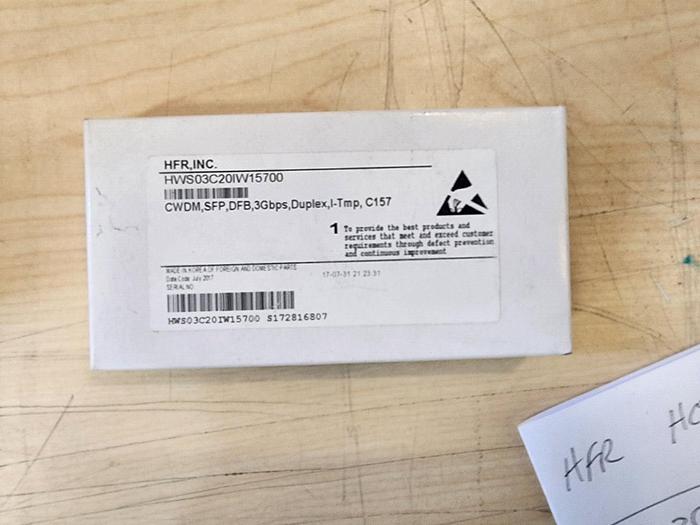 HFR,INC.
HWS03C20IW15700
CWDM,SFP,DFB,3Gbps,Duplex,I-Tmp, C157
1 To provide the best products and
services that meet and exceed customer
requirements through defect prevention
and continuous improvement
MADE IN KOREA OF FOREIGN AND DOMESTIC PARTS
Date Code: July 2017
17-07-31 21:23:31
SERIAL NO.
HWS03C20IW15700 S172816807
HFR